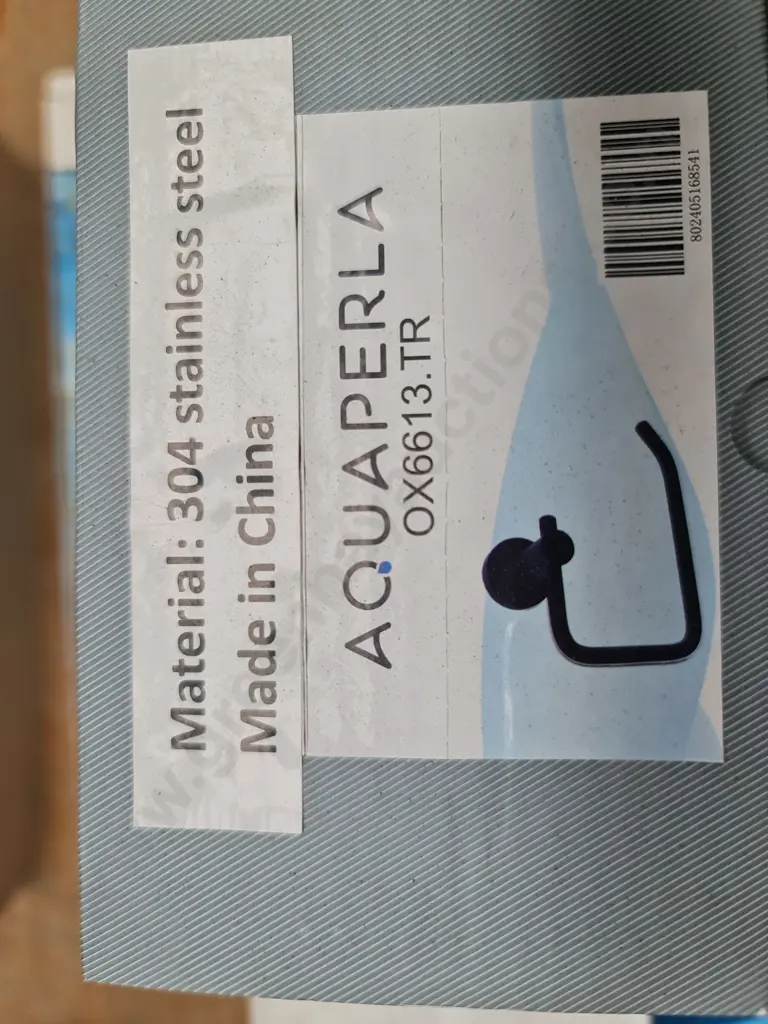 Material: 304 stainless steel
Made in China
AQUAPERLA
OX6613.TR
802405168541